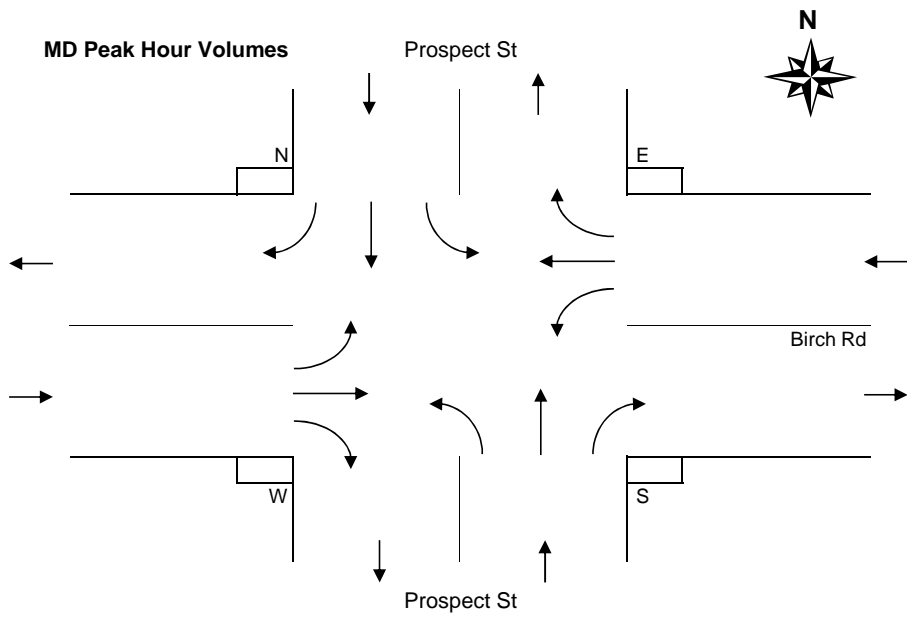 N
MD Peak Hour Volumes
Prospect St
N
E
Birch Rd
W
S
Prospect St